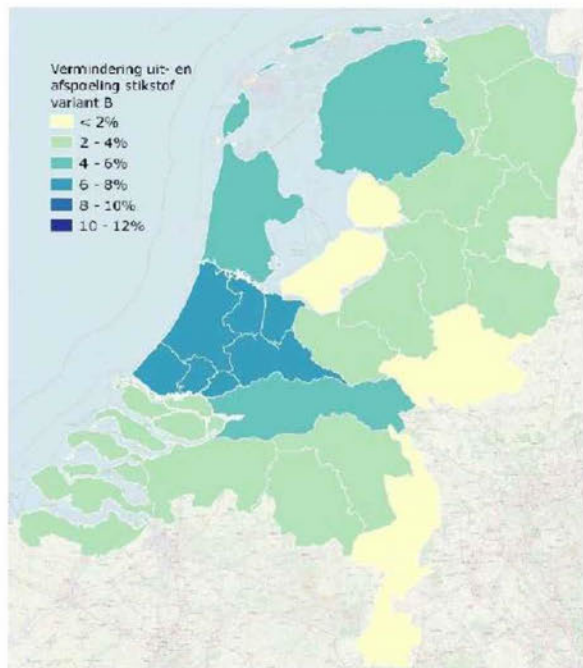 Vermindering uit- en
afspoeling stikstof
variant B
< 2%
2 - 4%
4 - 6%
6 - 8%
8 - 10%
10 - 12%